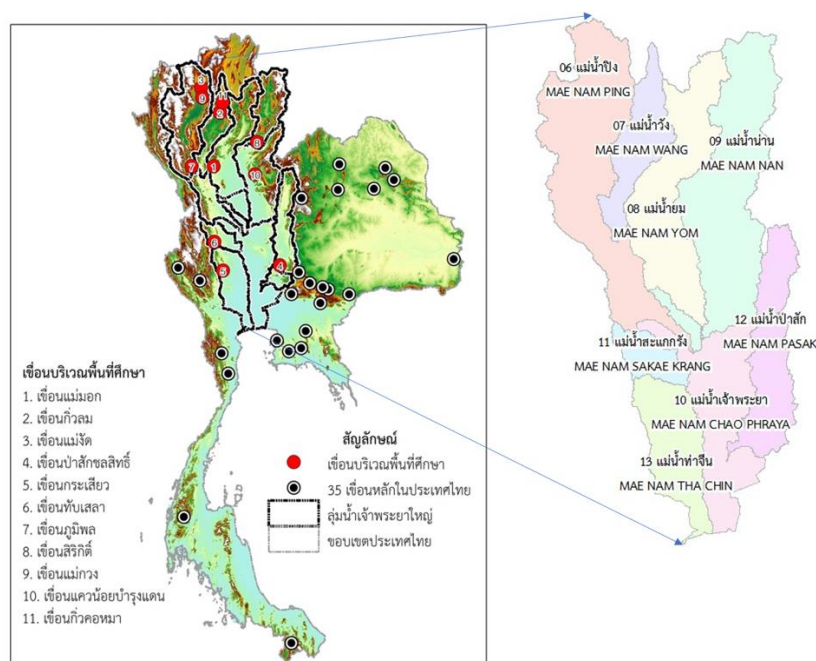 3
9
2
8
7
1
10
6
5
4
เขื่อนบริเวณพื้นที่ศึกษา
1. เขื่อนแม่มอก
2. เขื่อนกิ่วลม
3. เขื่อนแม่งัด
4. เขื่อนป่าสักชลสิทธิ์
5. เขื่อนกระเสียว
6. เขื่อนทับเสลา
7. เขื่อนภูมิพล
8. เขื่อนสิริกิติ์
9. เขื่อนแม่กวง
10. เขื่อนแควน้อยบำรุงแดน
11. เขื่อนกิ่วคอหมา
สัญลักษณ์
เขื่อนบริเวณพื้นที่ศึกษา
35 เขื่อนหลักในประเทศไทย
ลุ่มน้ำเจ้าพระยาใหญ่
ขอบเขตประเทศไทย
06 แม่น้ำปิง
MAE NAM PING
07 แม่น้ำวัง
MAE NAM WANG
09 แม่น้ำน่าน
MAE NAM NAN
08 แม่น้ำยม
MAE NAM YOM
12 แม่น้ำป่าสัก
MAE NAM PASAK
11 แม่น้ำสะแกกรัง
MAE NAM SAKAE KRANG
10 แม่น้ำเจ้าพระยา
MAE NAM CHAO PHRAYA
13 แม่น้ำท่าจีน
MAE NAM THA CHIN